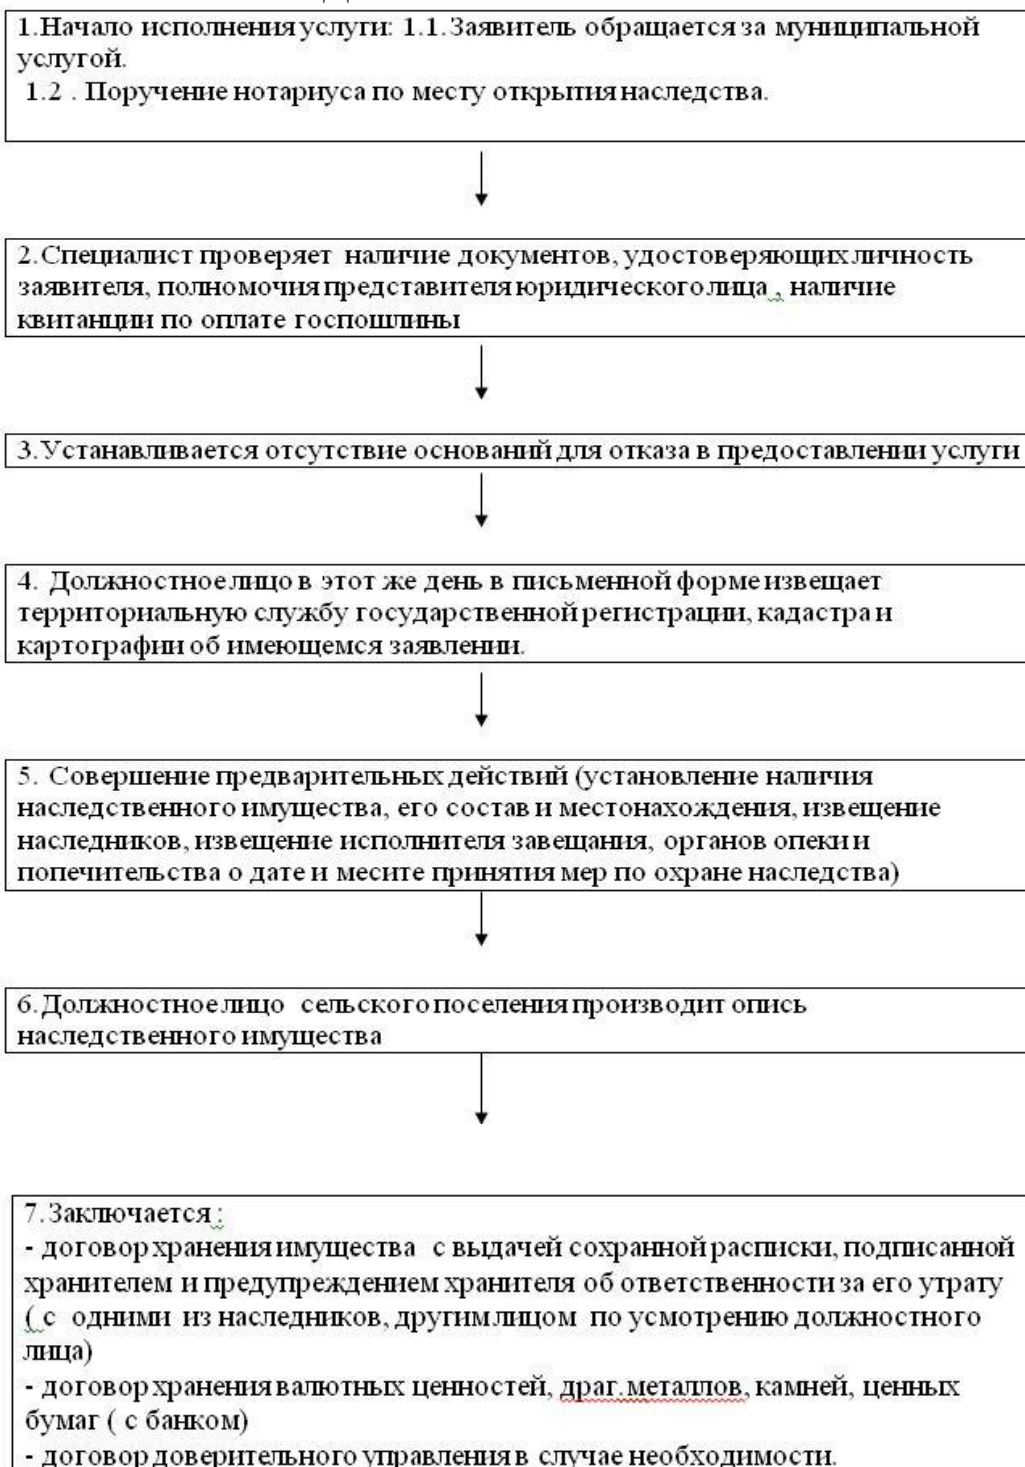 1.Начало исполнения услуги: 1.1.Заявитель обращается за муниципальной
услугой.
1.2 . Поручение нотариуса по месту открытия наследства.
2.Специалист проверяет наличие документов, удостоверяющих личность
заявителя, полномочия представителя юридического лица , наличие
квитанции по оплате госпошлины
3.Устанавливается отсутствие оснований для отказа в предоставлении услуги
4. Должностное лицо в этот же день в письменной форме извещает
территориальную службу государственной регистрации, кадастра и
картографии об имеющемся заявлении.
5. Совершение предварительных действий (установление наличия
наследственного имущества, его состав и местонахождения, извещение
наследников, извещение исполнителя завещания, органов опеки и
попечительства о дате и месите принятия мер по охране наследства)
6.Должностное лицо сельского поселения производит опись
наследственного имущества
7.Заключается :
- договор хранения имущества с выдачей сохранной расписки, подписанной
хранителем и предупреждением хранителя об ответственности за его утрату
( с одними из наследников, другим лицом по усмотрению должностного
лица)
- договор хранения валютных ценностей, драг.металлов, камней, ценных
бумаг ( с банком)
- договор доверительного управления в случае необходимости.